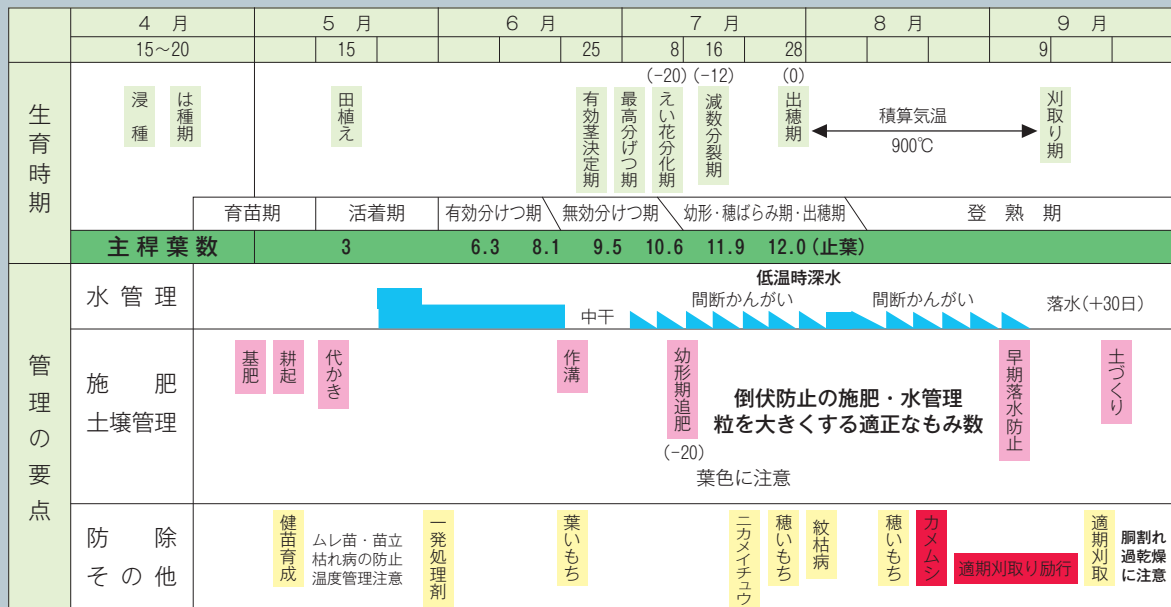 4 月
5 月
6 月
7 月
8 月
9 月
15〜20
15
25
8
16
28
9
生育時期
(-20)
(-12)
(0)
浸種
は種期
田植え
有効茎決定期
最高分げつ期
えい花分化期
減数分裂期
出穂期
積算気温
900℃
刈取り期
育苗期
活着期
有効分けつ期
無効分けつ期
幼形・穂ばらみ期・出穂期
登熟期
主稈葉数
3
6.3
8.1
9.5
10.6
11.9
12.0(止葉)
管理の要点
水管理
中干
低温時深水
間断かんがい
間断かんがい
落水(+30日)
施肥
土壌管理
基肥
耕起
代かき
作溝
幼形期追肥
(-20)
葉色に注意
倒伏防止の施肥・水管理
粒を大きくする適正なもみ数
早期落水防止
土づくり
防除
その他
健苗育成
ムレ苗・苗立
枯れ病の防止
温度管理注意
一発処理剤
葉いもち
ニカメイチュウ
穂いもち
紋枯病
穂いもち
カメムシ
適期刈取り励行
適期刈取
胴割れ
過乾燥
に注意